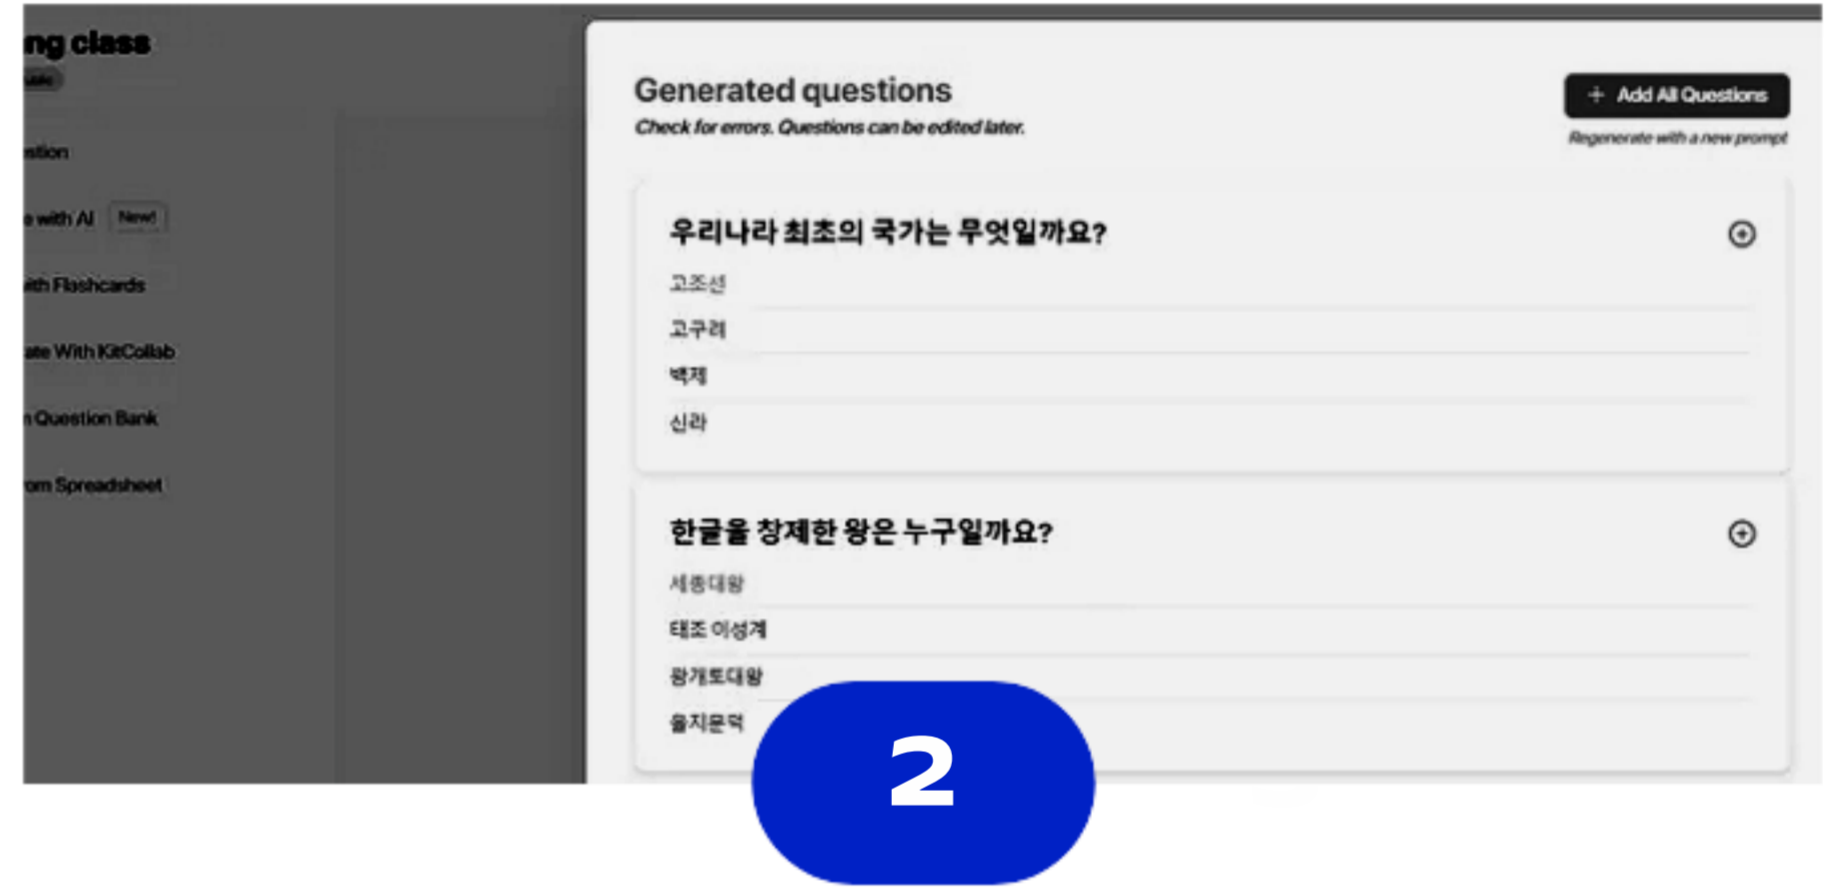 ng class
Generated questions
+ Add All Questions
Check for errors. Questions can be edited later.
Regenerate with a new prompt
stion
e with AI New!
ith Flashcards
ate With KitCollab
n Question Bank
om Spreadsheet
우리나라 최초의 국가는 무엇일까요?
고조선
고구려
백제
신라
한글을 창제한 왕은 누구일까요?
세종대왕
태조 이성계
광개토대왕
을지문덕
2